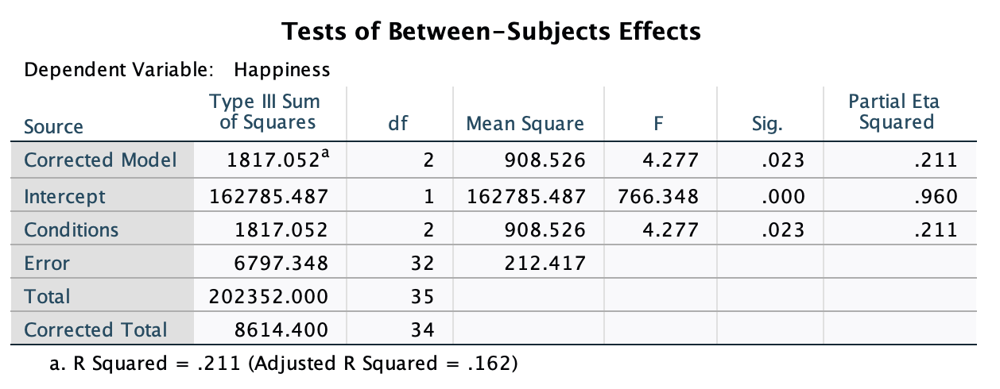 Tests of Between-Subjects Effects
Dependent Variable: Happiness
Source Type III Sum of Squares df Mean Square F Sig. Partial Eta Squared
Corrected Model 1817.052a 2 908.526 4.277 .023 .211
Intercept 162785.487 1 162785.487 766.348 .000 .960
Conditions 1817.052 2 908.526 4.277 .023 .211
Error 6797.348 32 212.417
Total 202352.000 35
Corrected Total 8614.400 34
a. R Squared = .211 (Adjusted R Squared = .162)